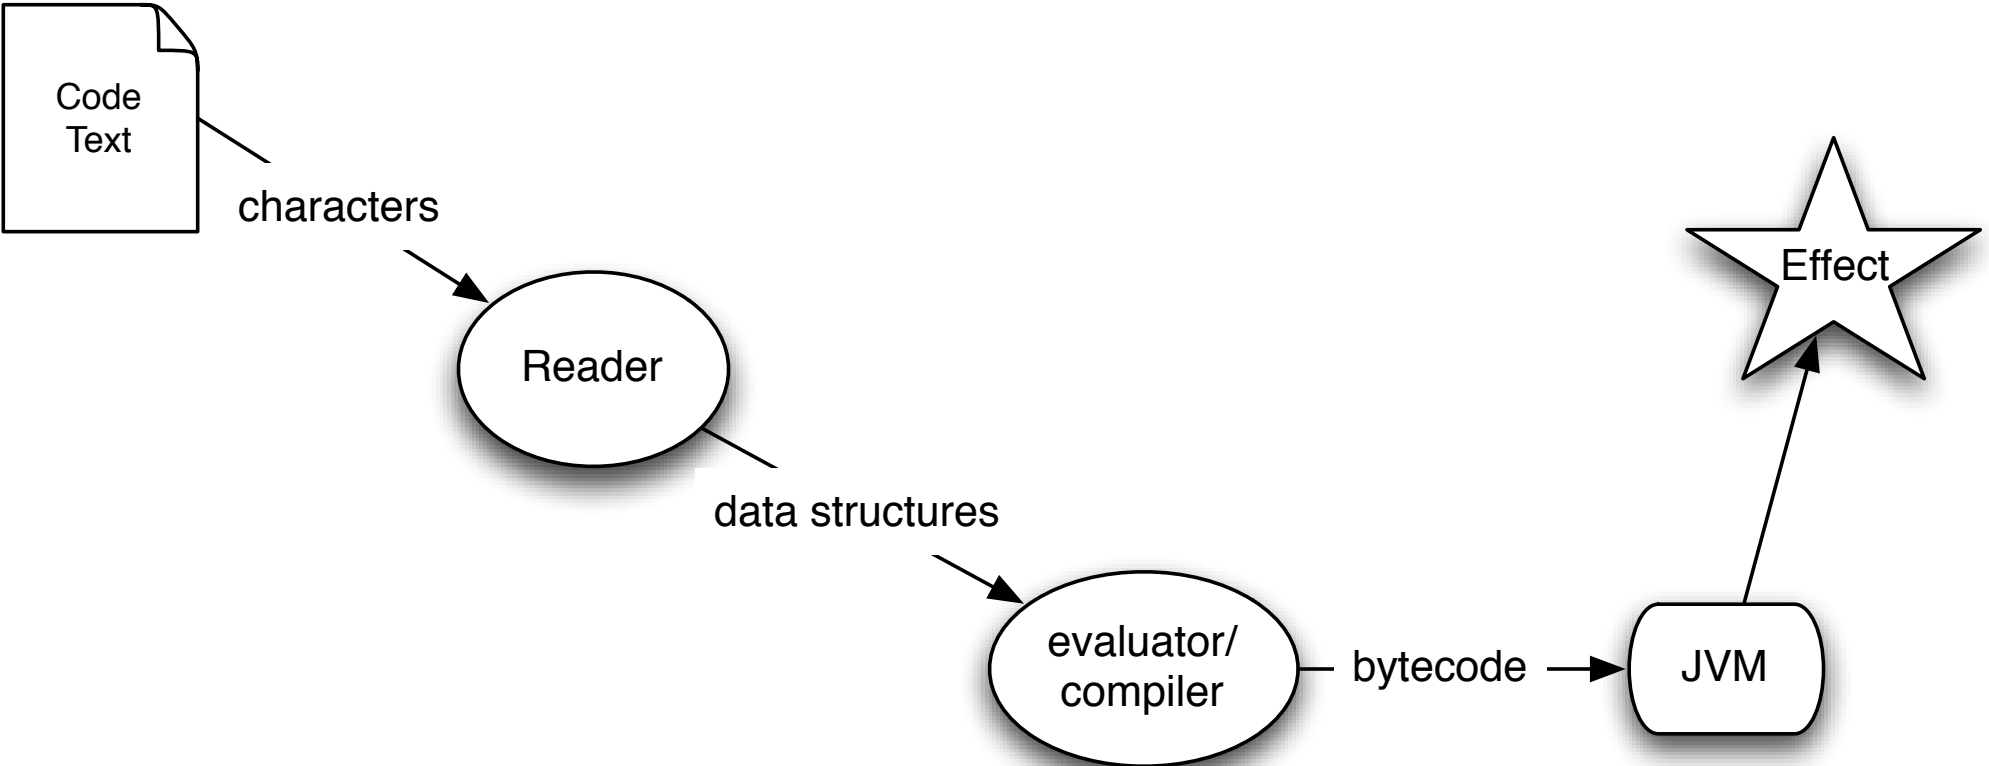 Code
Text
characters
Reader
data structures
evaluator/
compiler
bytecode
JVM
Effect